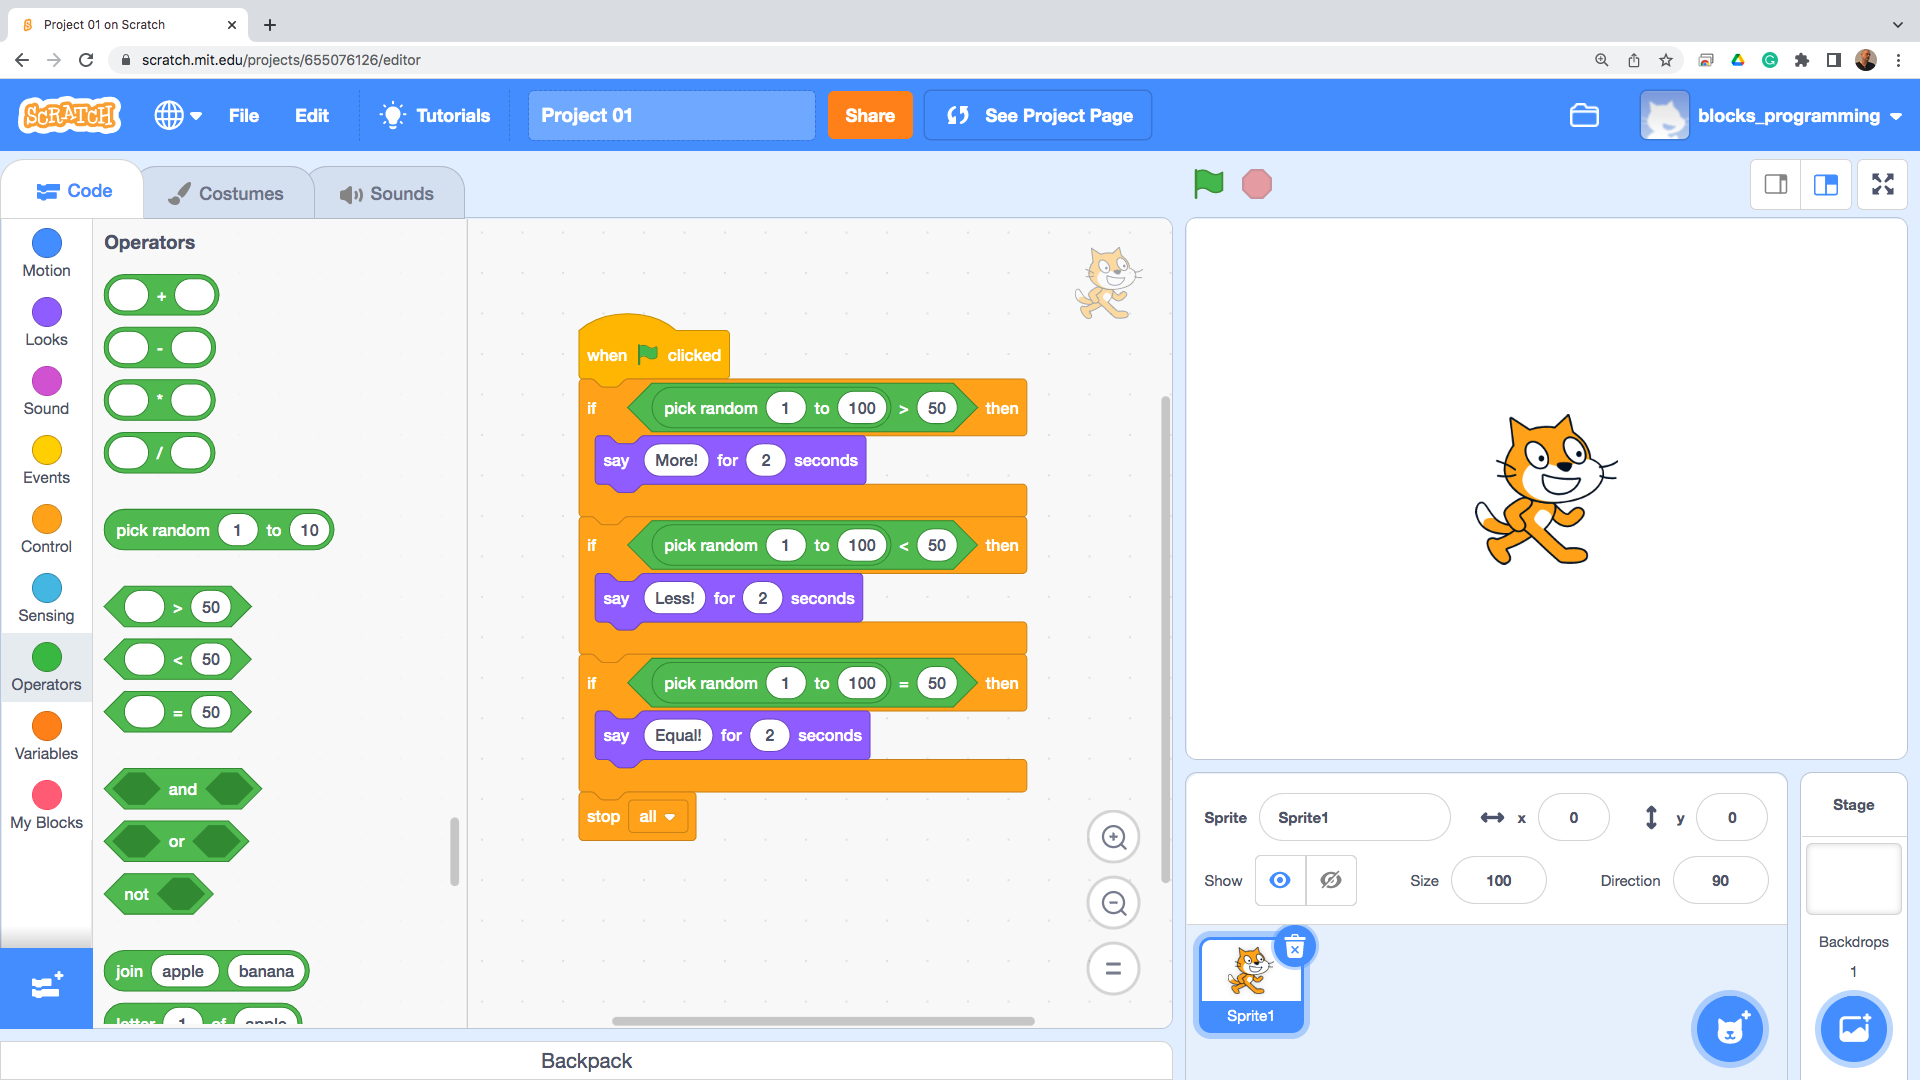 Project 01 on Scratch
scratch.mit.edu/projects/655076126/editor
SCRATCH
File
Edit
Tutorials
Project 01
Share
See Project Page
blocks_programming
Code
Costumes
Sounds
Motion
Looks
Sound
Events
Control
Sensing
Operators
Variables
My Blocks
Operators
+
-
*
/
pick random 1 to 10
> 50
< 50
= 50
and
or
not
join apple banana
letter 1 of apple
when clicked
if pick random 1 to 100 > 50 then
say More! for 2 seconds
if pick random 1 to 100 < 50 then
say Less! for 2 seconds
if pick random 1 to 100 = 50 then
say Equal! for 2 seconds
stop all
Backpack
Sprite Sprite1 x 0 y 0
Show Size 100 Direction 90
Sprite1
Stage
Backdrops
1